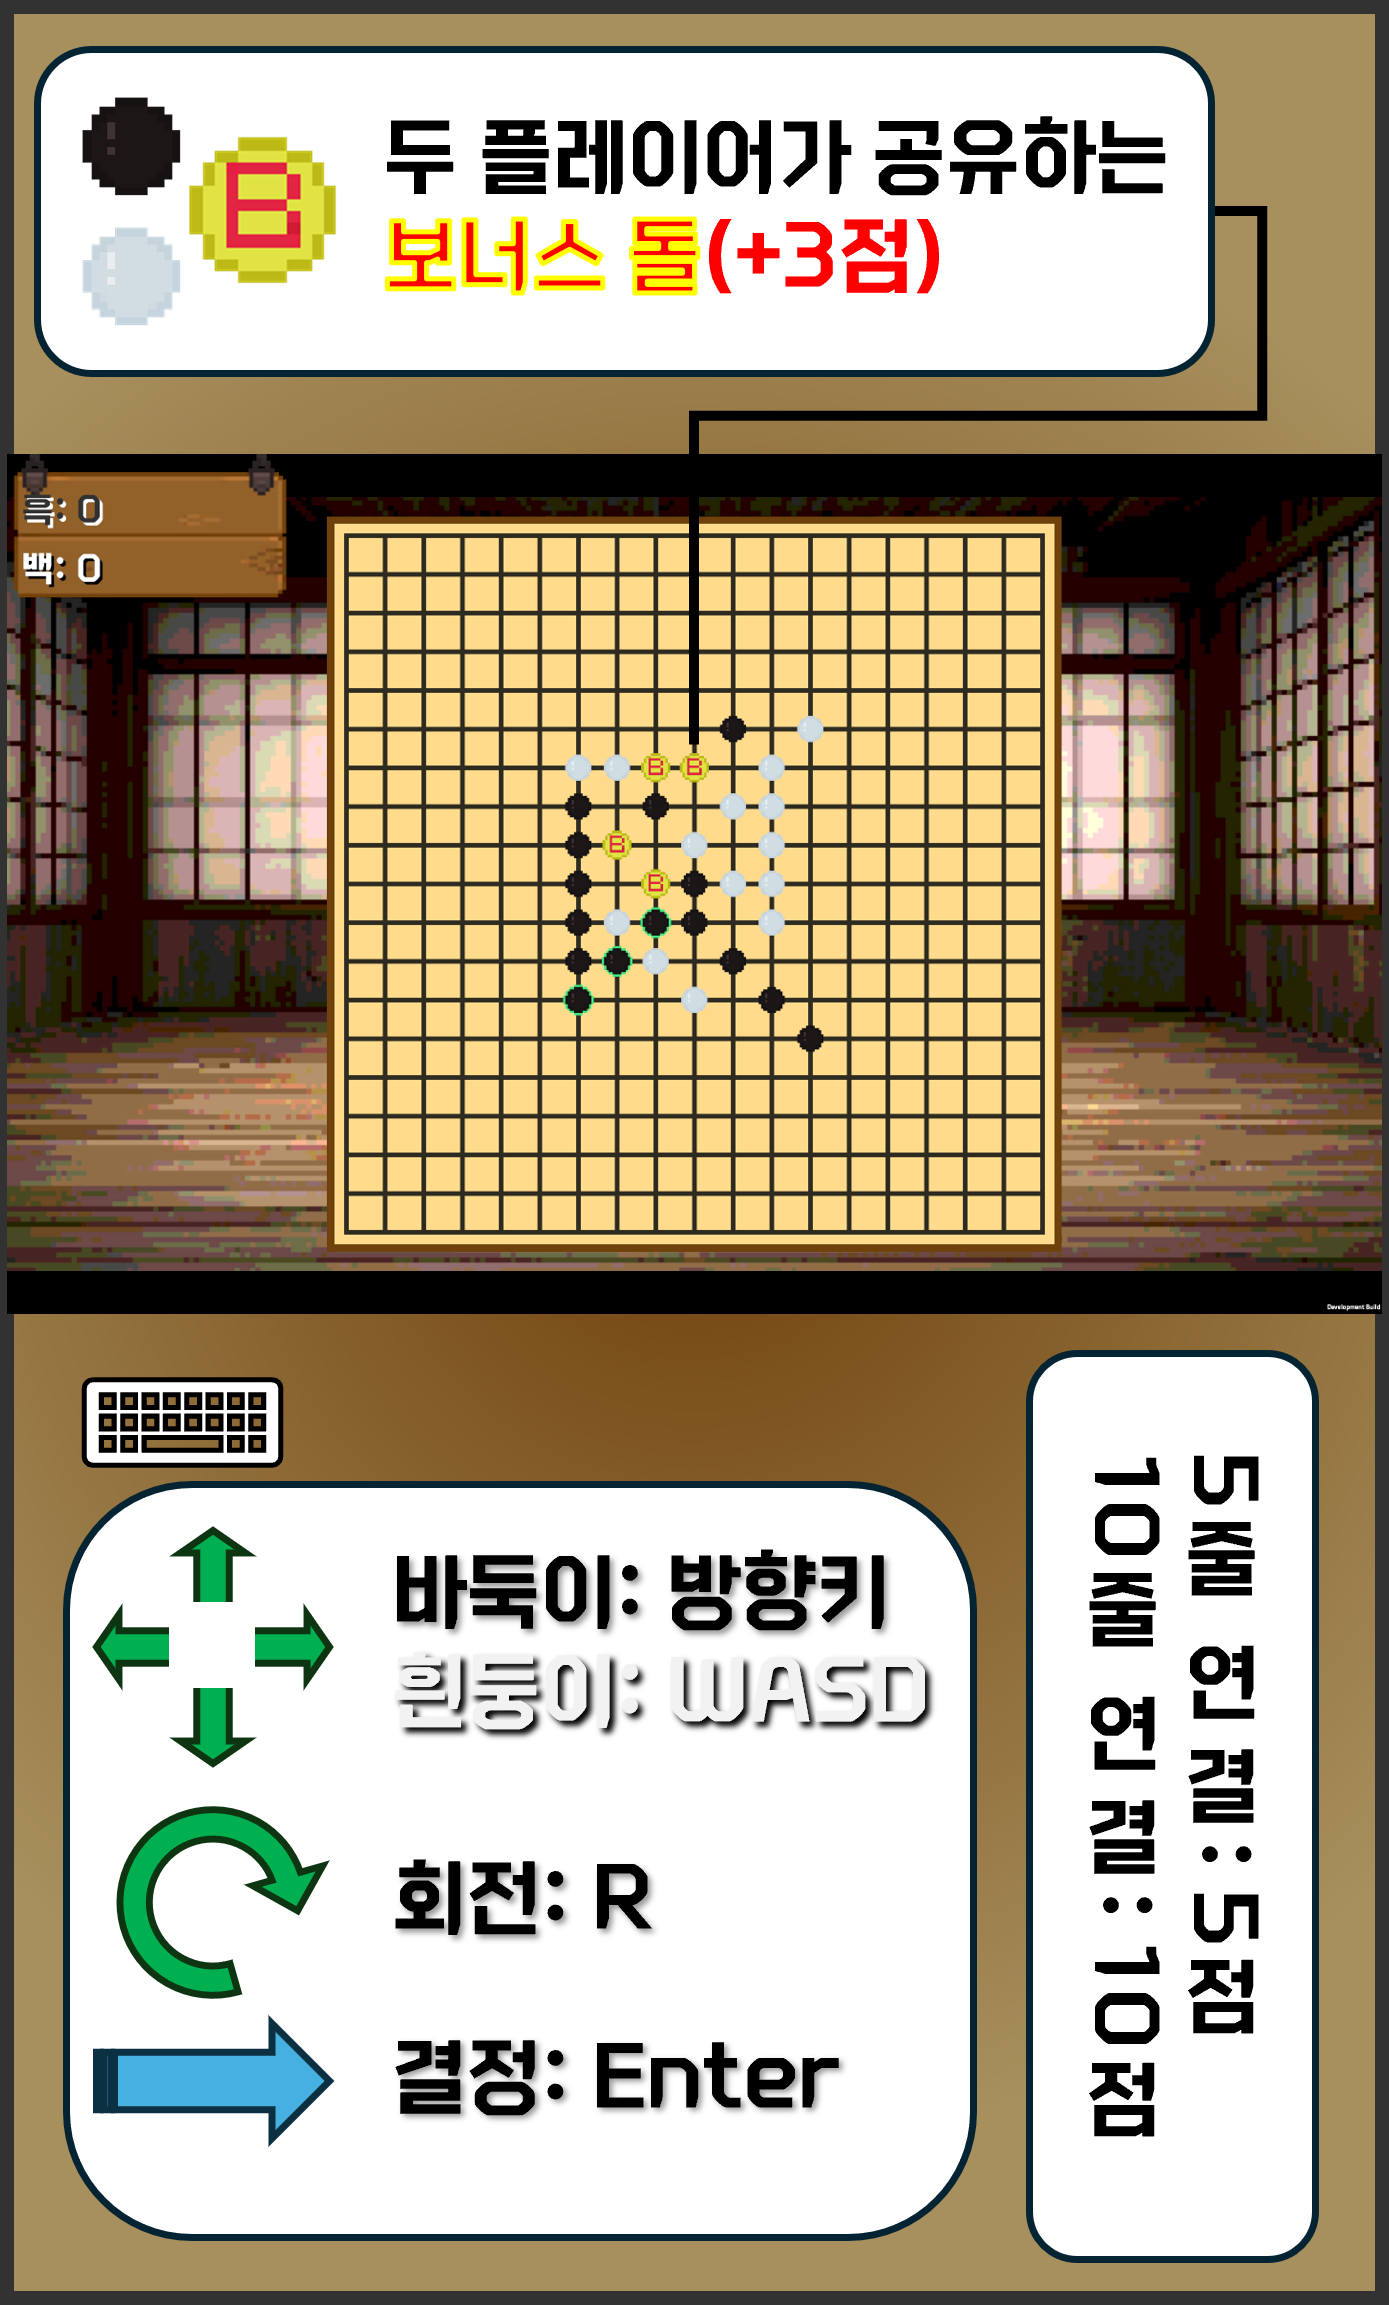 두 플레이어가 공유하는
보너스 돌(+3점)
B
흑: 0
백: 0
B
B
B
B
Development Build
바둑이: 방향키
흰둥이: WASD
회전: R
결정: Enter
5줄 연결: 5점
10줄 연결: 10점